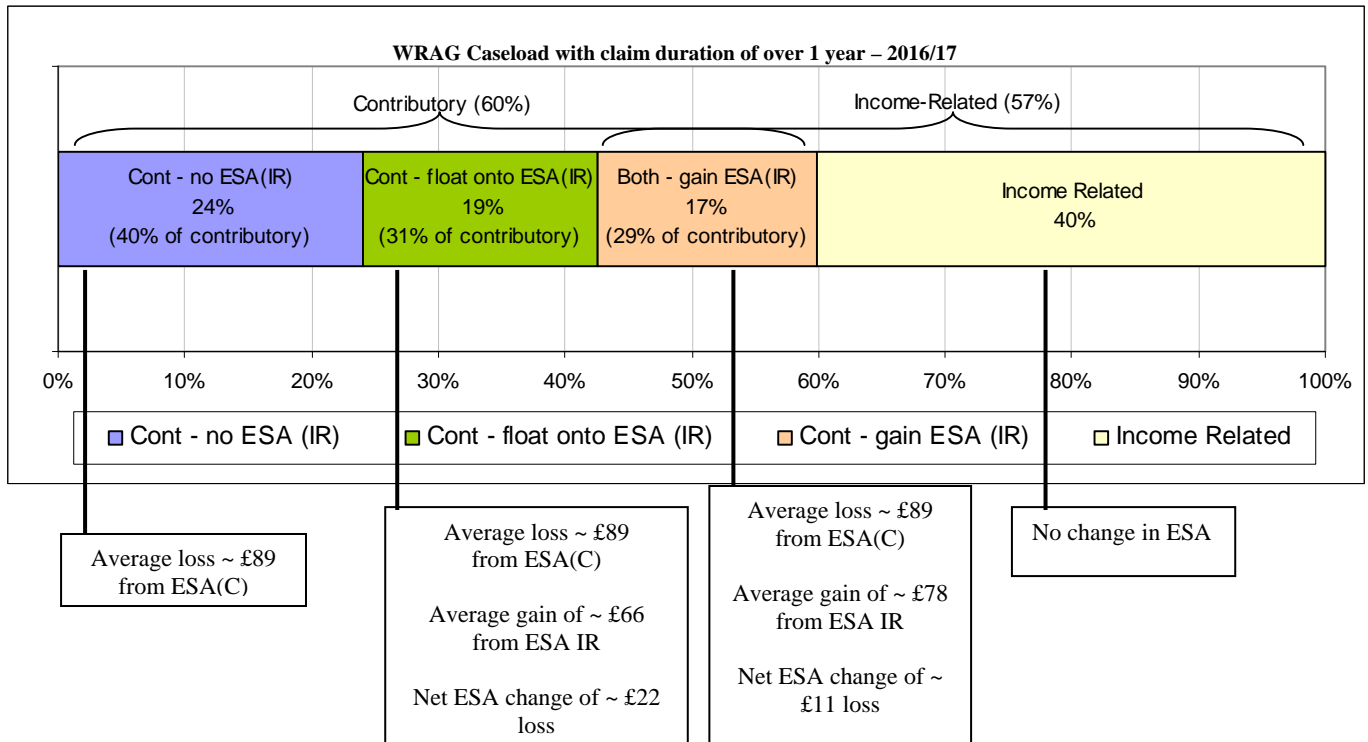 WRAG Caseload with claim duration of over 1 year – 2016/17
Contributory (60%)
Income-Related (57%)
Cont - no ESA(IR)
24%
(40% of contributory)
Cont - float onto ESA(IR)
19%
(31% of contributory)
Both - gain ESA(IR)
17%
(29% of contributory)
Income Related
40%
0% 10% 20% 30% 40% 50% 60% 70% 80% 90% 100%
Cont - no ESA (IR) Cont - float onto ESA (IR) Cont - gain ESA (IR) Income Related
Average loss ~ £89
from ESA(C)
Average loss ~ £89
from ESA(C)
Average gain of ~ £66
from ESA IR
Net ESA change of ~ £22
loss
Average loss ~ £89
from ESA(C)
Average gain of ~ £78
from ESA IR
Net ESA change of ~
£11 loss
No change in ESA